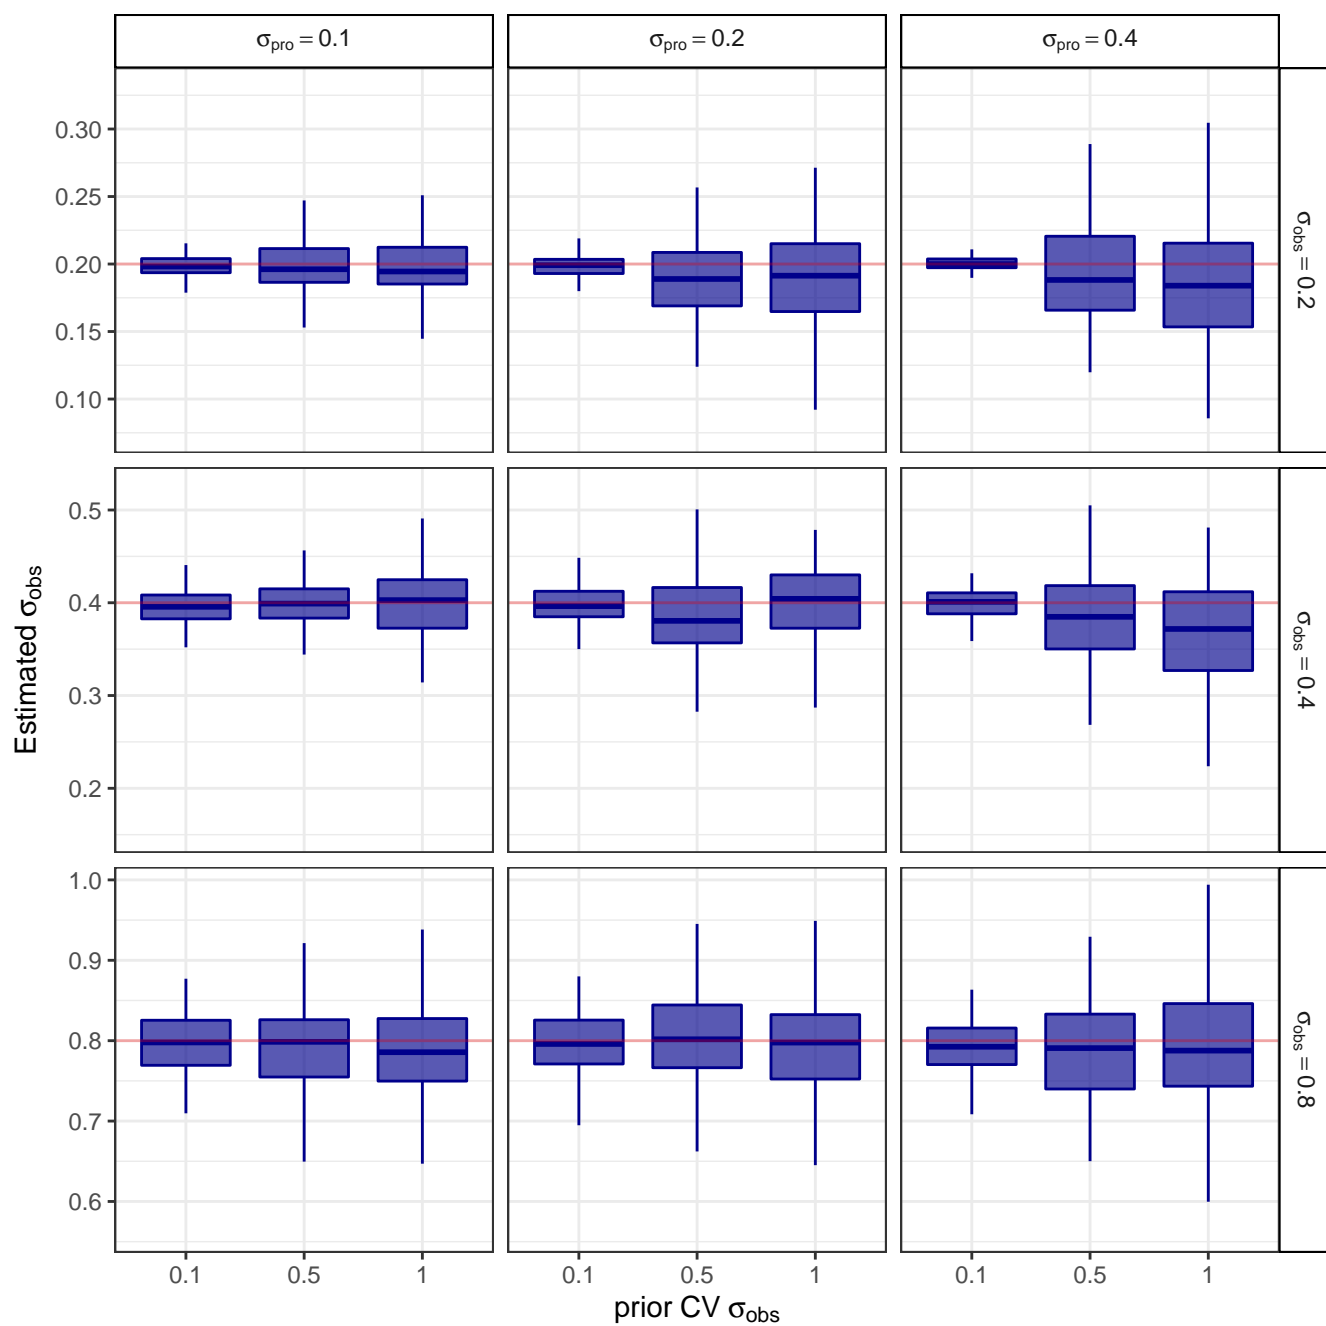 σpro = 0.1
σpro = 0.2
σpro = 0.4
0.30
0.25
0.20
0.15
0.10
σobs = 0.2
0.5
0.4
0.3
0.2
σobs = 0.4
1.0
0.9
0.8
0.7
0.6
σobs = 0.8
Estimated σobs
0.1 0.5 1
0.1 0.5 1
0.1 0.5 1
prior CV σobs